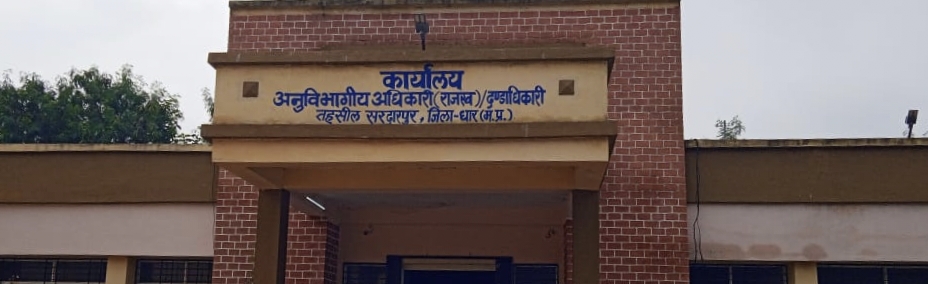 कार्यालय
अनुविभागीय अधिकारी (राजस्व)/दण्डाधिकारी
तहसील सरदारपुर, जिला-धार (म.प्र.)